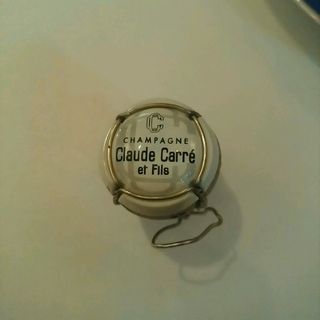 C
CHAMPAGNE
Claude Carré
et Fils